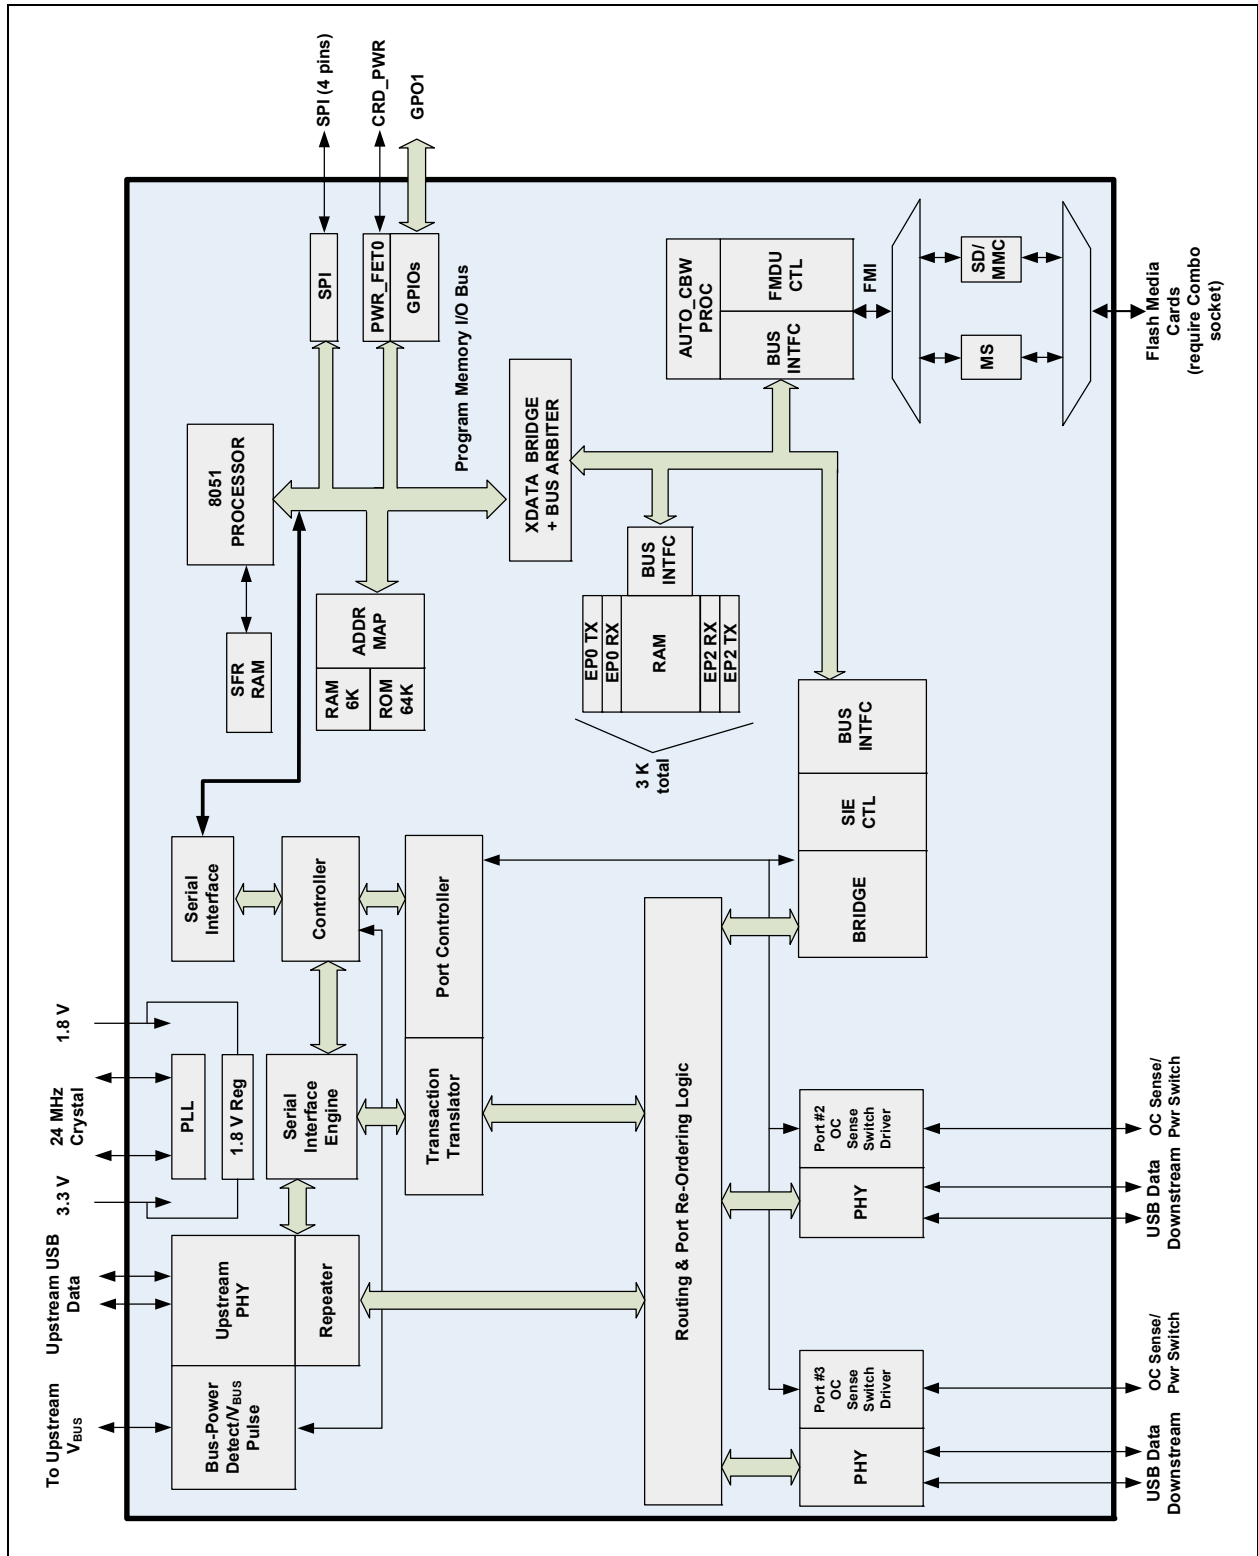 To Upstream
VBUS
Upstream USB
Data
3.3 V
24 MHz
Crystal
1.8 V
Bus-Power
Detect/VBUS
Pulse
Upstream
PHY
Repeater
PLL
1.8 V Reg
Serial
Interface
Engine
Serial
Interface
Controller
Transaction
Translator
Port Controller
SFR
RAM
8051
PROCESSOR
RAM
6K
ROM
64K
ADDR
MAP
SPI
SPI (4 pins)
PWR_FET0
CRD_PWR
GPIOs
GPO1
Program Memory I/O Bus
XDATA BRIDGE
+ BUS ARBITER
3 K
total
EP0 TX
EP0 RX
RAM
EP2 RX
EP2 TX
BUS
INTFC
AUTO_CBW
PROC
BUS
INTFC
FMDU
CTL
FMI
MS
SD/
MMC
Flash Media
Cards
(require Combo
socket)
Routing & Port Re-Ordering Logic
BRIDGE
SIE
CTL
BUS
INTFC
PHY
Port #3
OC
Sense
Switch
Driver
PHY
Port #2
OC
Sense
Switch
Driver
USB Data
Downstream
OC Sense/
Pwr Switch
USB Data
Downstream
OC Sense/
Pwr Switch